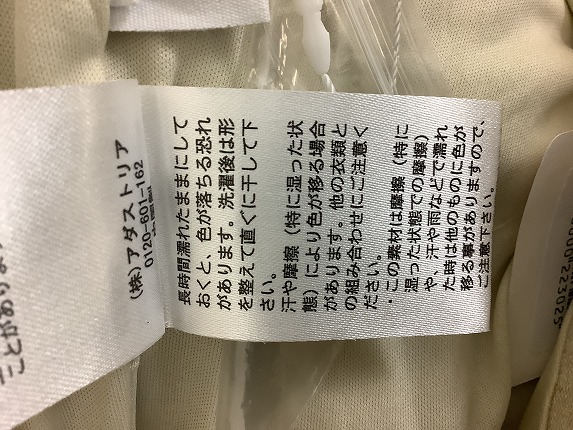 ことがありま
(株)アダストリア
0120-601-162
長時間濡れたままにして
おくと、色が落ちる恐れ
があります。洗濯後は形
を整えて直ぐに干して下
さい。
汗や摩擦(特に湿った状
態)により色が移る場合
があります。他の衣類と
の組み合わせにご注意く
ださい。
・この素材は摩擦(特に
湿った状態での摩擦)
や、汗や雨などで濡れ
た時は他のものに色が
移る事がありますので、
ご注意下さい。